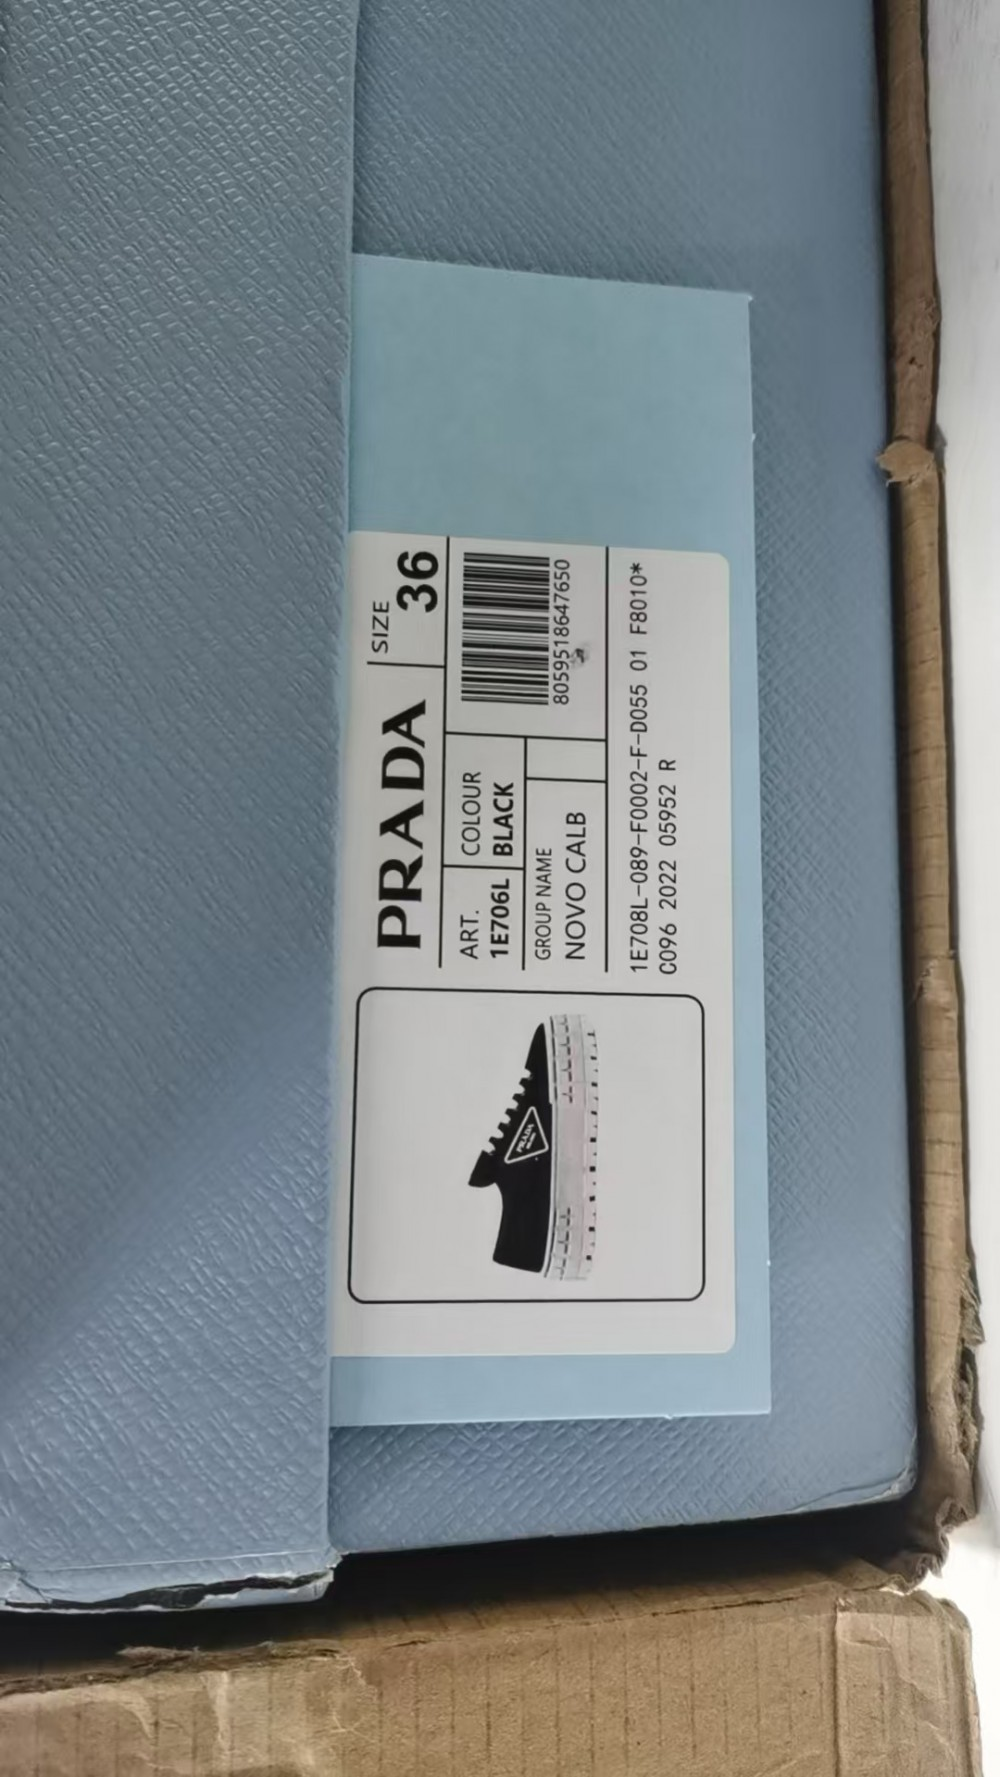 PRADA
SIZE
36
ART.
1E706L
COLOUR
BLACK
8059518647650
GROUP NAME
NOVO CALB
1E708L-089-F0002-F-D055 01 F8010*
C096 2022 05952 R
PRADA